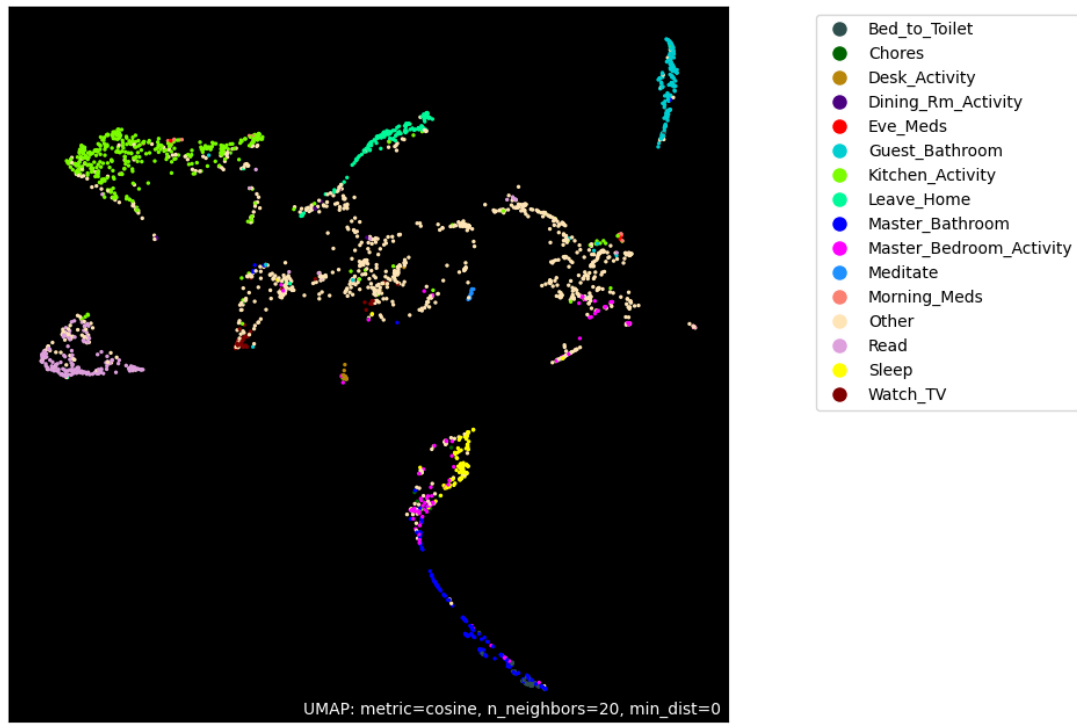 Bed_to_Toilet
Chores
Desk_Activity
Dining_Rm_Activity
Eve_Meds
Guest_Bathroom
Kitchen_Activity
Leave_Home
Master_Bathroom
Master_Bedroom_Activity
Meditate
Morning_Meds
Other
Read
Sleep
Watch_TV
UMAP: metric=cosine, n_neighbors=20, min_dist=0